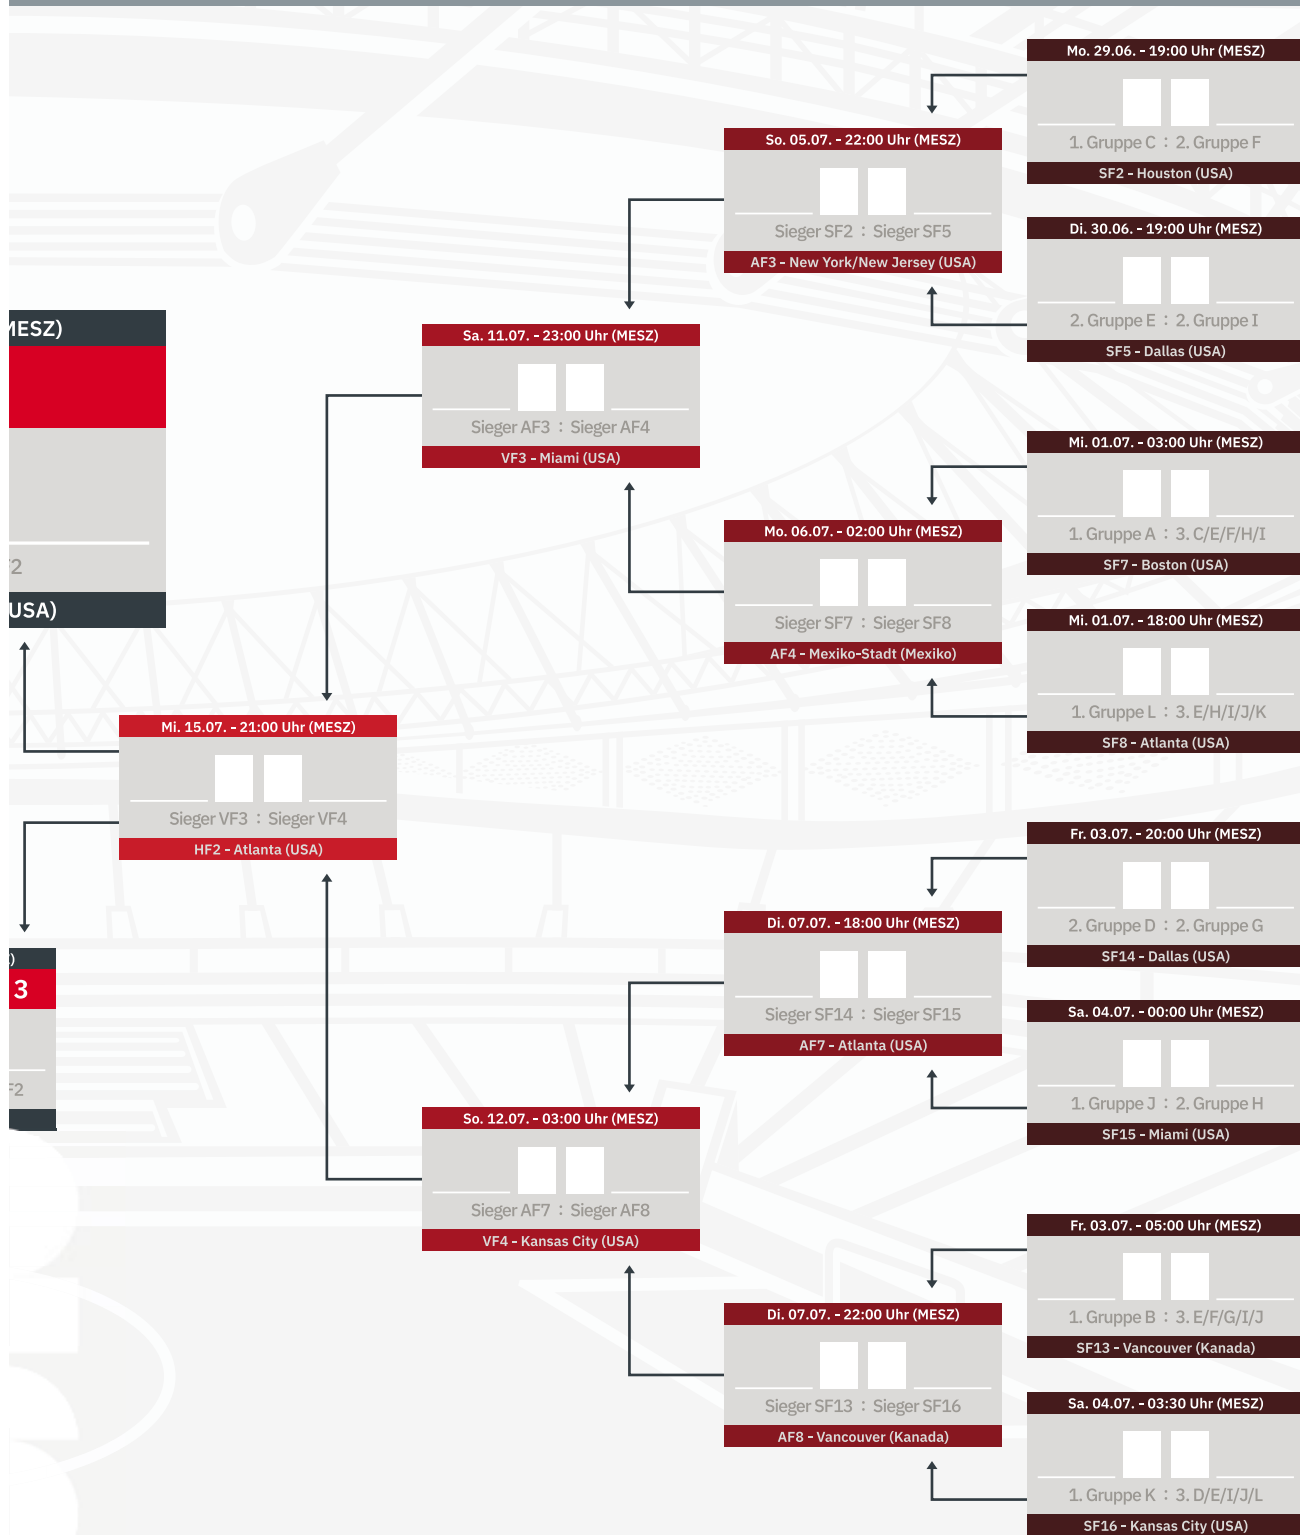 Mo. 29.06. - 19:00 Uhr (MESZ)
1. Gruppe C : 2. Gruppe F
SF2 - Houston (USA)
So. 05.07. - 22:00 Uhr (MESZ)
Sieger SF2 : Sieger SF5
AF3 - New York/New Jersey (USA)
Di. 30.06. - 19:00 Uhr (MESZ)
2. Gruppe E : 2. Gruppe I
SF5 - Dallas (USA)
MESZ)
Sa. 11.07. - 23:00 Uhr (MESZ)
Sieger AF3 : Sieger AF4
VF3 - Miami (USA)
Mi. 01.07. - 03:00 Uhr (MESZ)
1. Gruppe A : 3. C/E/F/H/I
SF7 - Boston (USA)
Mo. 06.07. - 02:00 Uhr (MESZ)
Sieger SF7 : Sieger SF8
AF4 - Mexiko-Stadt (Mexiko)
F2
USA)
Mi. 01.07. - 18:00 Uhr (MESZ)
1. Gruppe L : 3. E/H/I/J/K
SF8 - Atlanta (USA)
Mi. 15.07. - 21:00 Uhr (MESZ)
Sieger VF3 : Sieger VF4
HF2 - Atlanta (USA)
Fr. 03.07. - 20:00 Uhr (MESZ)
2. Gruppe D : 2. Gruppe G
SF14 - Dallas (USA)
Di. 07.07. - 18:00 Uhr (MESZ)
Sieger SF14 : Sieger SF15
AF7 - Atlanta (USA)
3
F2
Sa. 04.07. - 00:00 Uhr (MESZ)
1. Gruppe J : 2. Gruppe H
SF15 - Miami (USA)
So. 12.07. - 03:00 Uhr (MESZ)
Sieger AF7 : Sieger AF8
VF4 - Kansas City (USA)
Fr. 03.07. - 05:00 Uhr (MESZ)
1. Gruppe B : 3. E/F/G/I/J
SF13 - Vancouver (Kanada)
Di. 07.07. - 22:00 Uhr (MESZ)
Sieger SF13 : Sieger SF16
AF8 - Vancouver (Kanada)
Sa. 04.07. - 03:30 Uhr (MESZ)
1. Gruppe K : 3. D/E/I/J/L
SF16 - Kansas City (USA)